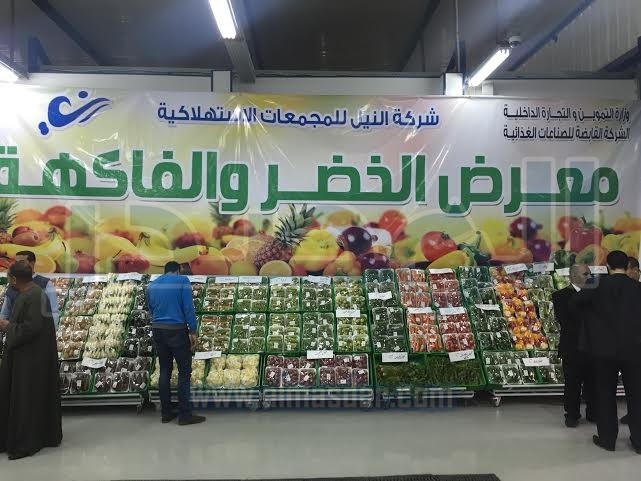 وزارة التموين و التجارة الداخلية
الشركة القابضة للصناعات الغذائية
شركة النيل للمجمعات الاستهلاكية
معرض الخضر والفاكهة